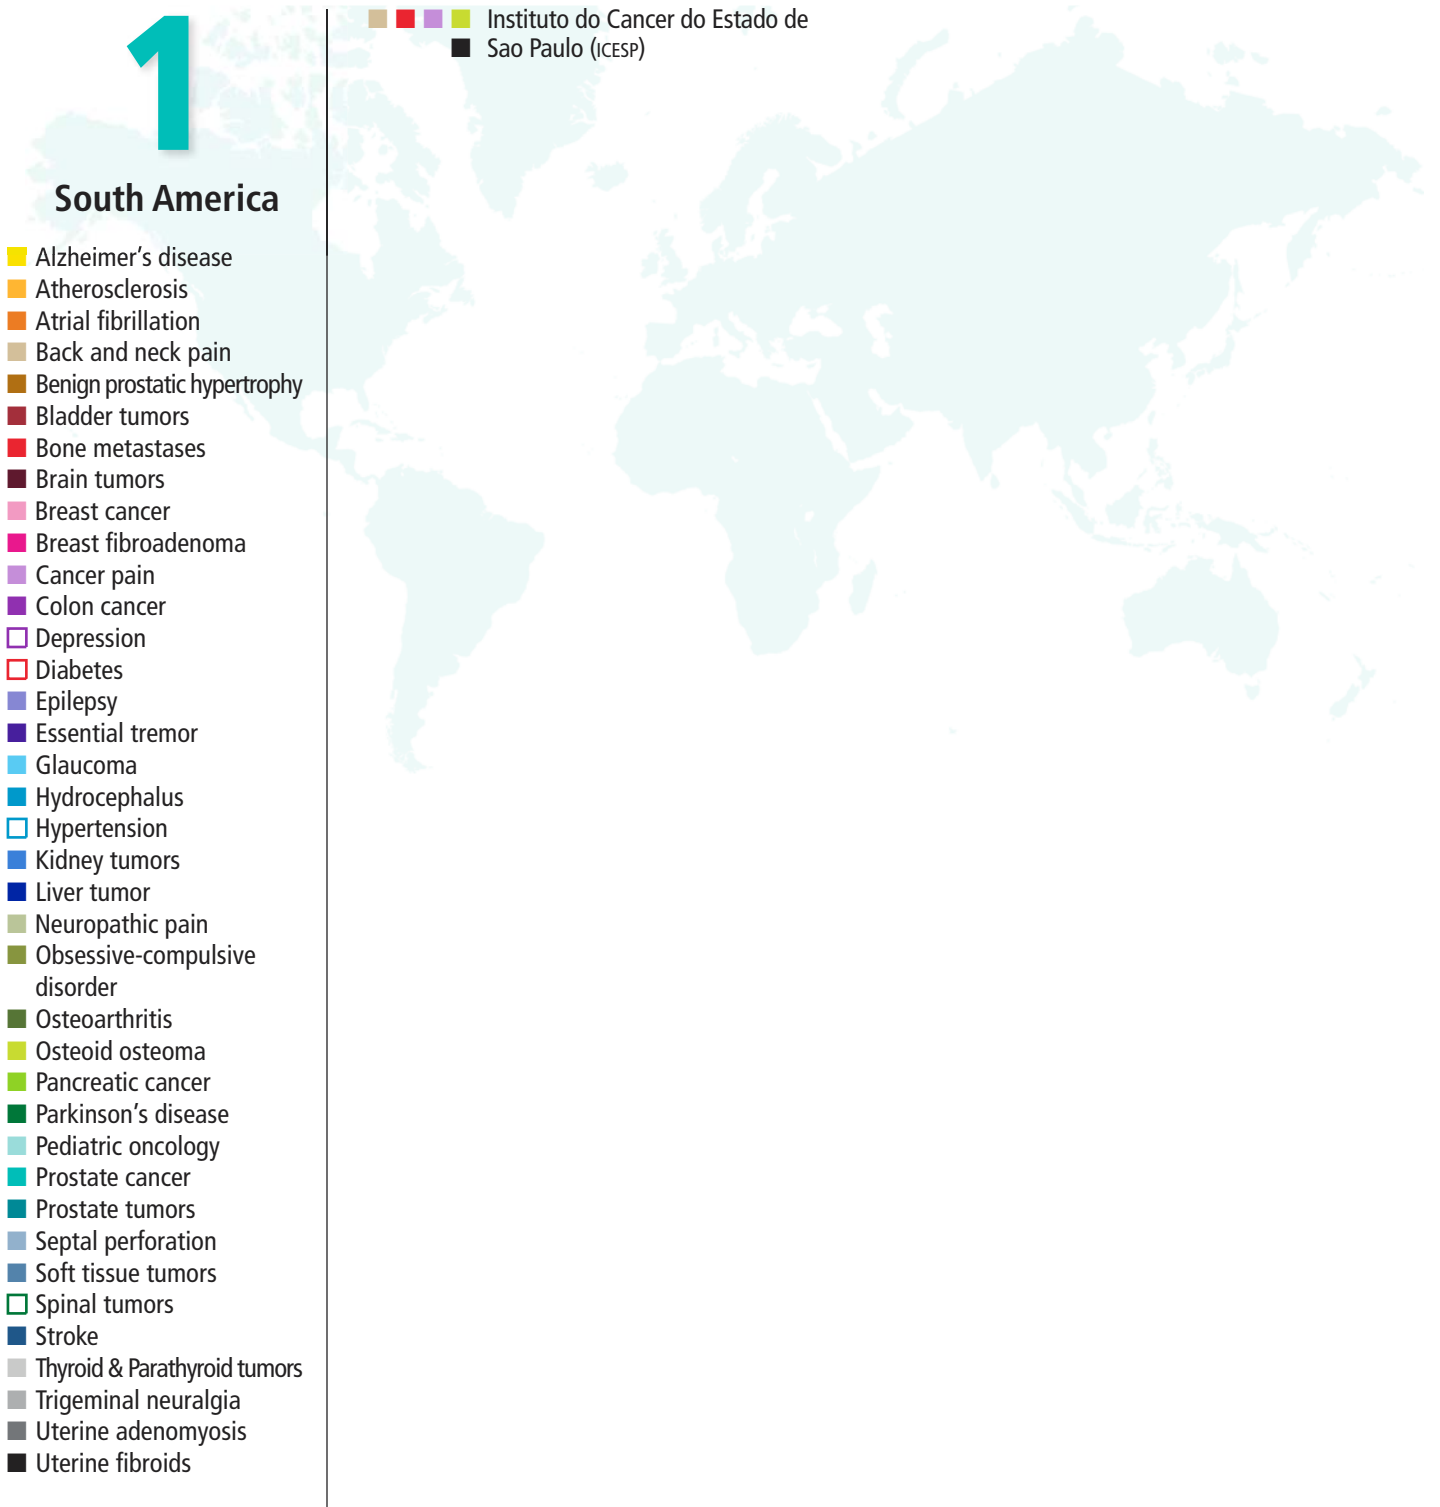 1
South America
Alzheimer’s disease
Atherosclerosis
Atrial fibrillation
Back and neck pain
Benign prostatic hypertrophy
Bladder tumors
Bone metastases
Brain tumors
Breast cancer
Breast fibroadenoma
Cancer pain
Colon cancer
Depression
Diabetes
Epilepsy
Essential tremor
Glaucoma
Hydrocephalus
Hypertension
Kidney tumors
Liver tumor
Neuropathic pain
Obsessive-compulsive
disorder
Osteoarthritis
Osteoid osteoma
Pancreatic cancer
Parkinson’s disease
Pediatric oncology
Prostate cancer
Prostate tumors
Septal perforation
Soft tissue tumors
Spinal tumors
Stroke
Thyroid & Parathyroid tumors
Trigeminal neuralgia
Uterine adenomyosis
Uterine fibroids
Instituto do Cancer do Estado de
Sao Paulo (ICESP)